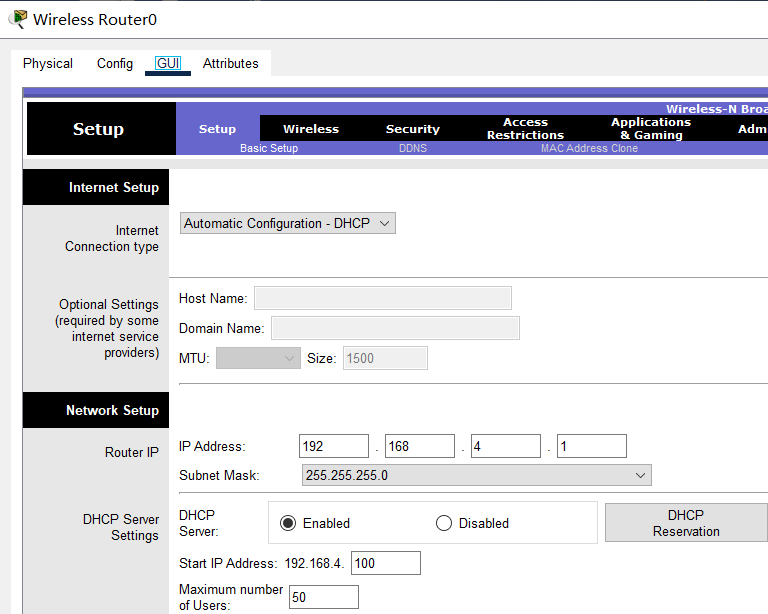 Wireless Router0
Physical Config GUI Attributes
Wireless-N Broa
Setup
Setup Wireless Security Access Restrictions Applications & Gaming Adm
Basic Setup DDNS MAC Address Clone
Internet Setup
Internet Connection type
Automatic Configuration - DHCP
Optional Settings (required by some internet service providers)
Host Name:
Domain Name:
MTU: Size: 1500
Network Setup
Router IP
IP Address: 192 . 168 . 4 . 1
Subnet Mask: 255.255.255.0
DHCP Server Settings
DHCP Server: Enabled Disabled DHCP Reservation
Start IP Address: 192.168.4. 100
Maximum number of Users: 50